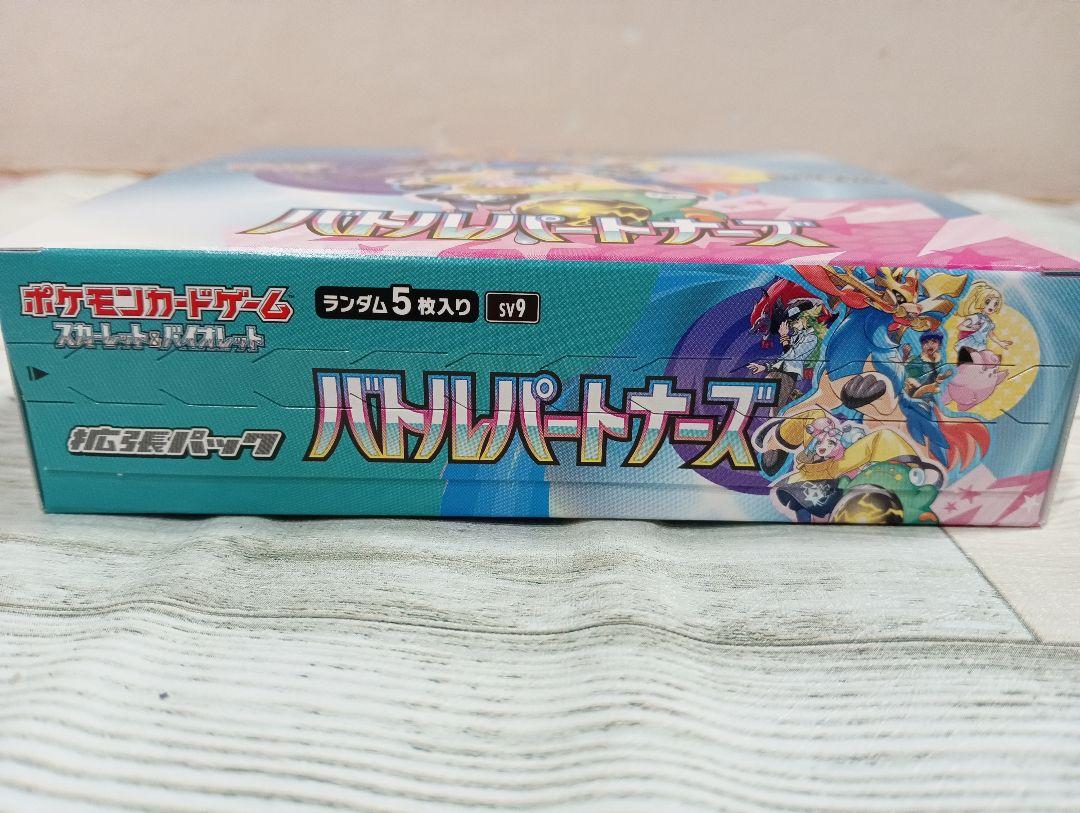 バトルパートナーズ
ポケモンカードゲーム
スカーレット&バイオレット
ランダム5枚入り
sv9
拡張パック
バトルパートナーズ